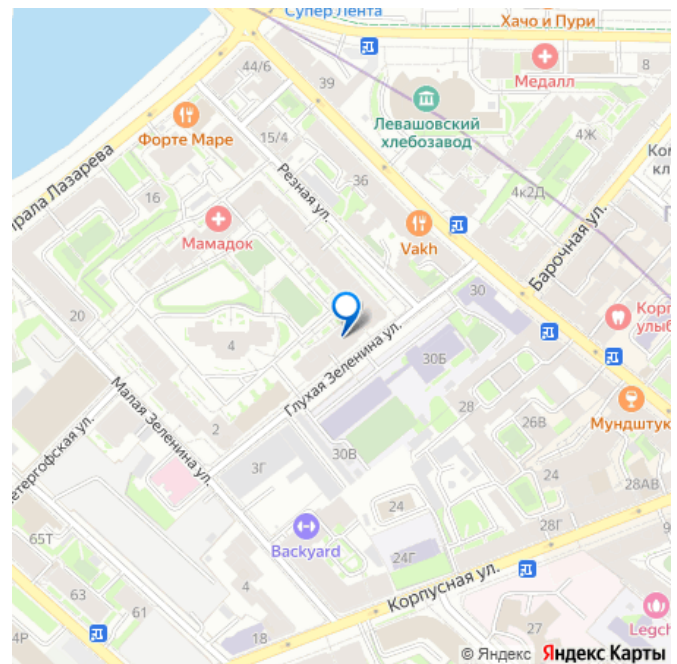 Супер Лента
Хачо и Пури
44/6
39
8
Медалл
Форте Маре
15/4
Левашовский
хлебозавод
4Ж
рала Лазарева
Резная ул.
36
4к2Д
16
Мамадок
Vakh
Барочная ул.
30
20
4
Глухая Зеленина ул.
30Б
Малая Зеленина ул.
28
26В
Мундштук
2
етергофская ул.
3Г
30В
24
24
28АВ
28Г
65Т
Backyard
24Г
Корпусная ул.
63
61
4
18
27
Legch
4Р
© Яндекс Яндекс Карты